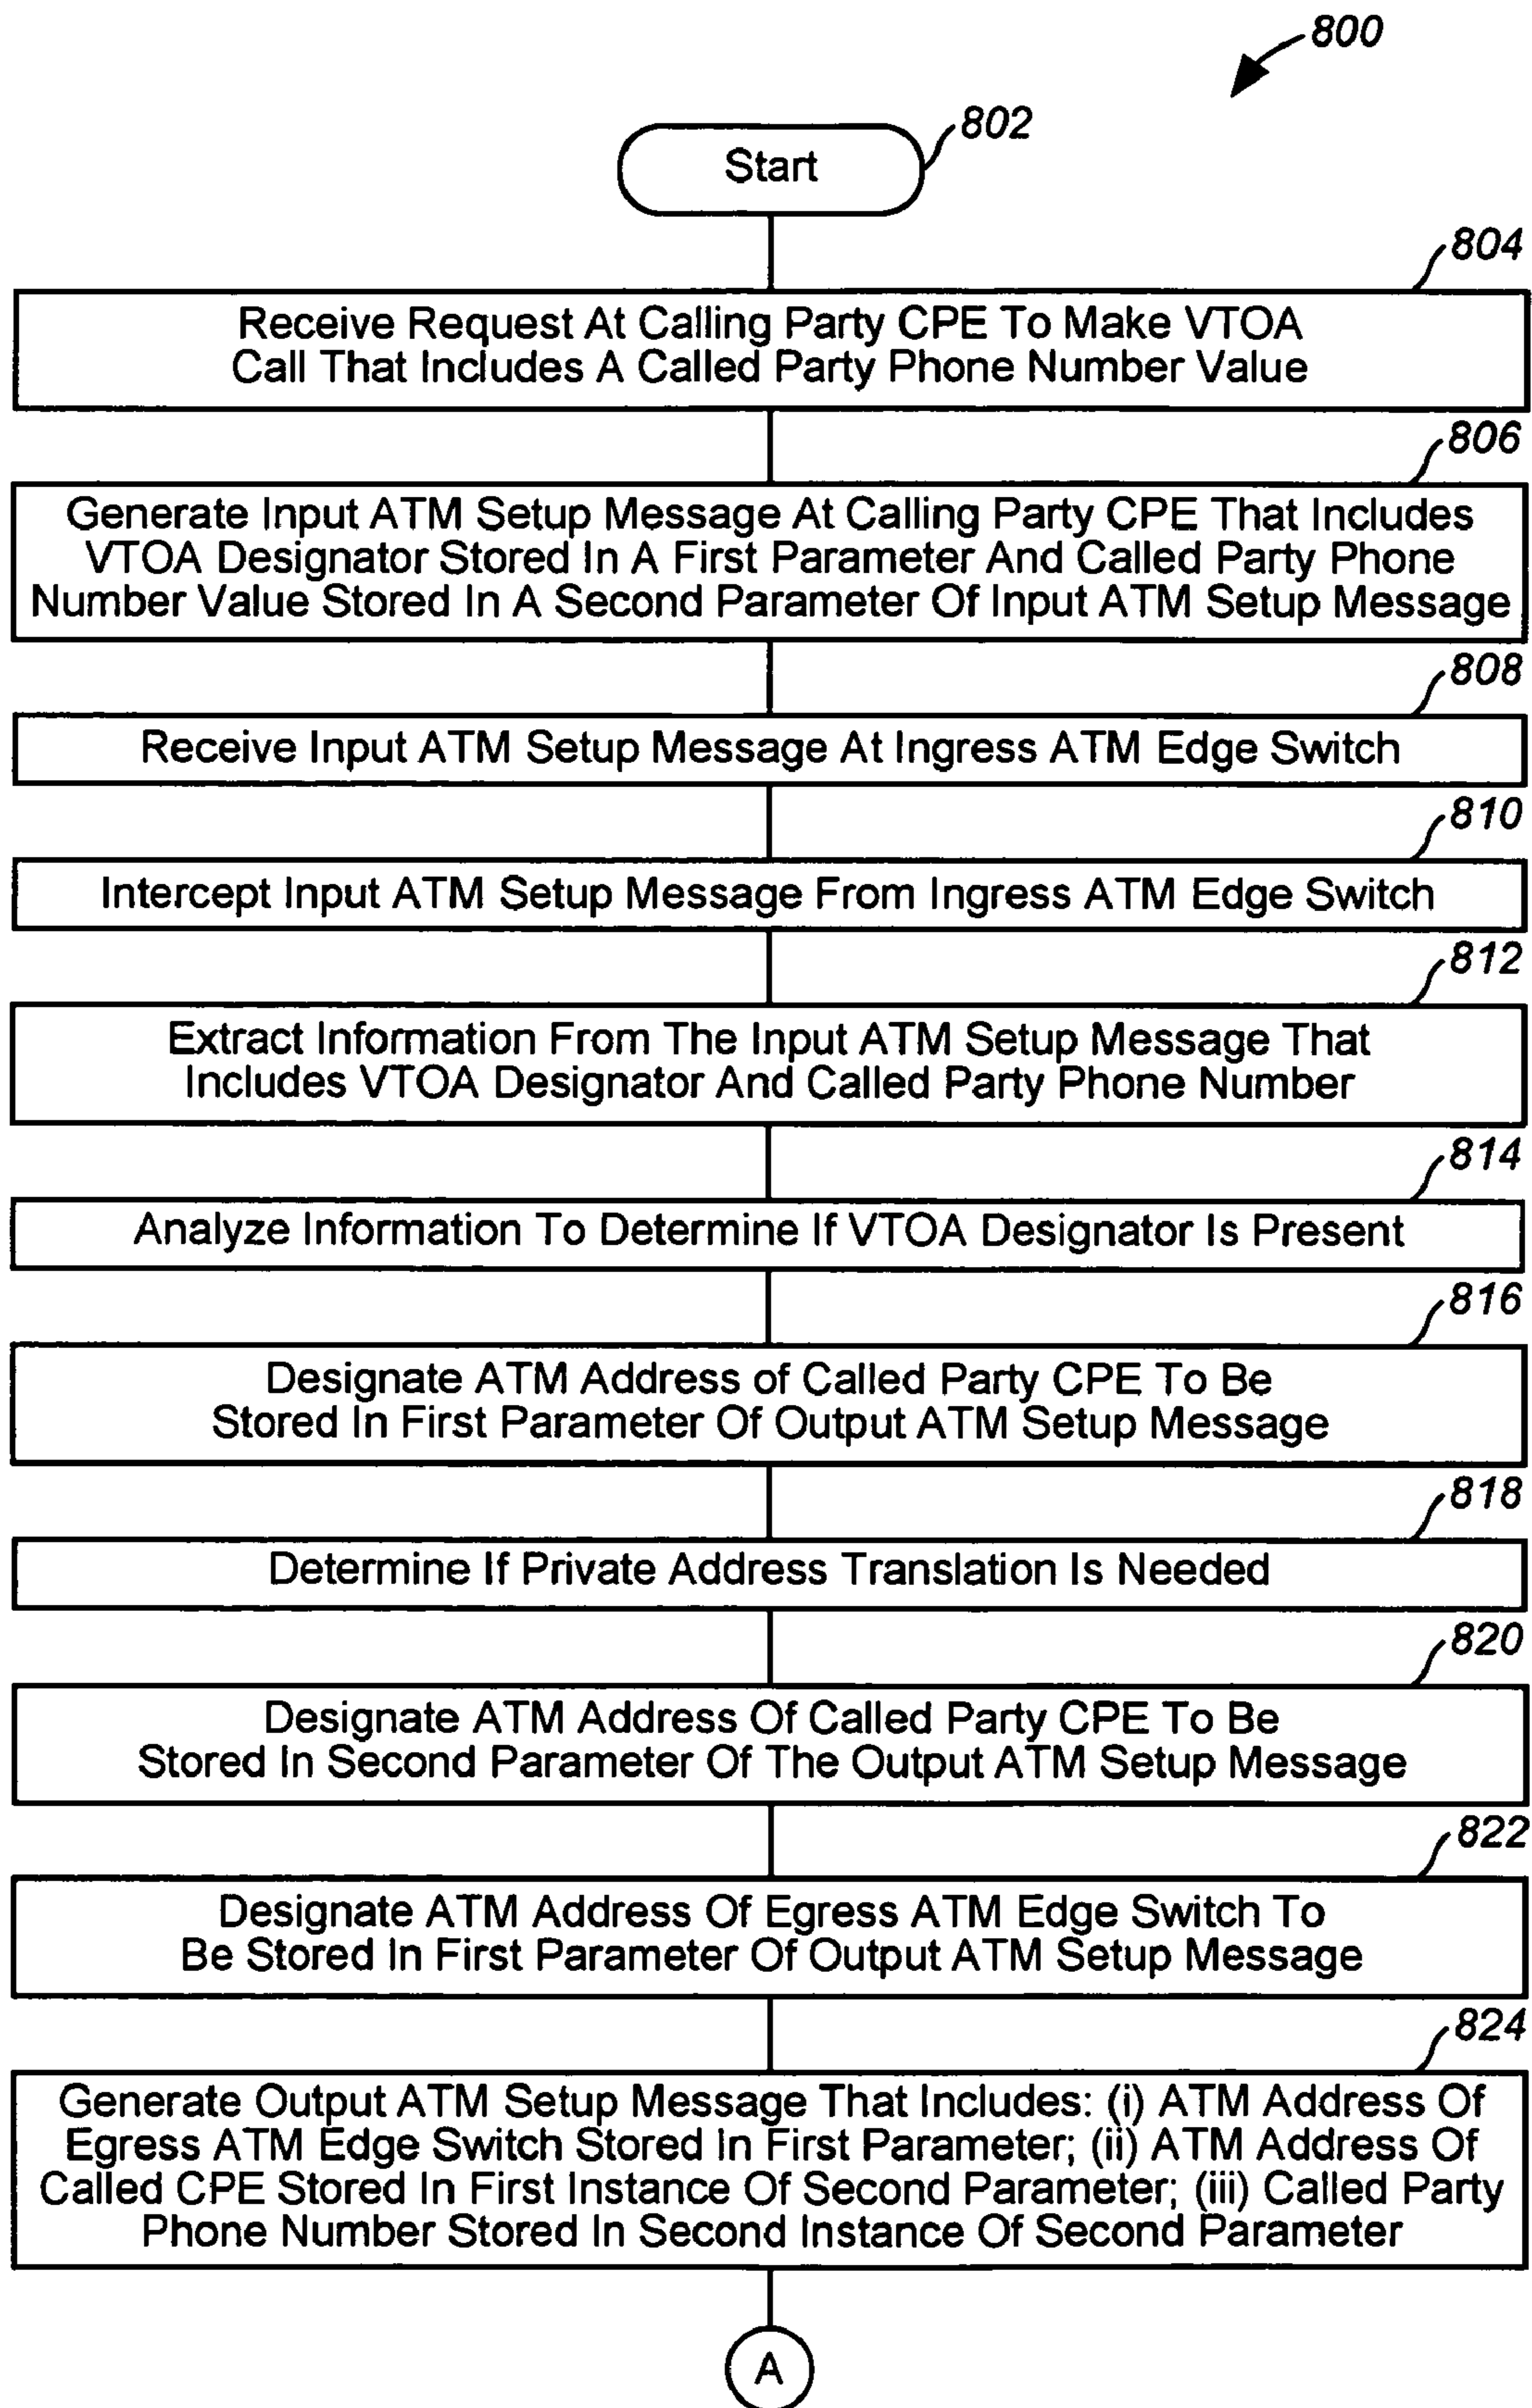 800
802
Start
804
Receive Request At Calling Party CPE To Make VTOA
Call That Includes A Called Party Phone Number Value
806
Generate Input ATM Setup Message At Calling Party CPE That Includes
VTOA Designator Stored In A First Parameter And Called Party Phone
Number Value Stored In A Second Parameter Of Input ATM Setup Message
808
Receive Input ATM Setup Message At Ingress ATM Edge Switch
810
Intercept Input ATM Setup Message From Ingress ATM Edge Switch
812
Extract Information From The Input ATM Setup Message That
Includes VTOA Designator And Called Party Phone Number
814
Analyze Information To Determine If VTOA Designator Is Present
816
Designate ATM Address of Called Party CPE To Be
Stored In First Parameter Of Output ATM Setup Message
818
Determine If Private Address Translation Is Needed
820
Designate ATM Address Of Called Party CPE To Be
Stored In Second Parameter Of The Output ATM Setup Message
822
Designate ATM Address Of Egress ATM Edge Switch To
Be Stored In First Parameter Of Output ATM Setup Message
824
Generate Output ATM Setup Message That Includes: (i) ATM Address Of
Egress ATM Edge Switch Stored In First Parameter; (ii) ATM Address Of
Called CPE Stored In First Instance Of Second Parameter; (iii) Called Party
Phone Number Stored In Second Instance Of Second Parameter
A